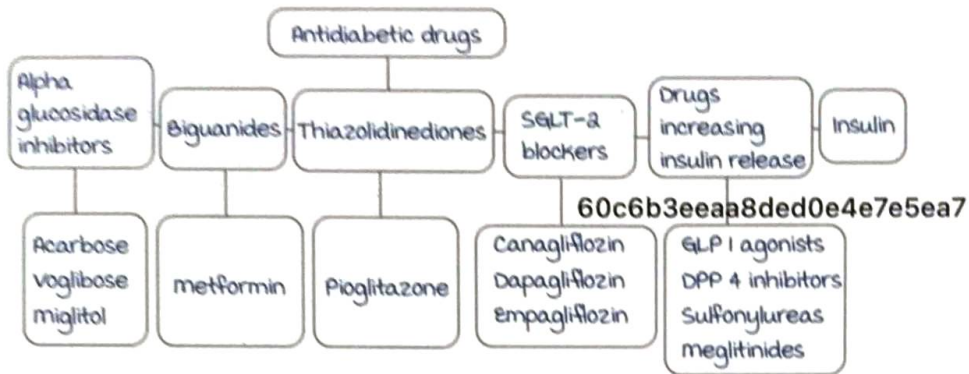 Antidiabetic drugs
Alpha
glucosidase
inhibitors
Biguanides
Thiazolidinediones
SGLT-2
blockers
Drugs
increasing
insulin release
Insulin
60c6b3eeaa8ded0e4e7e5ea7
Acarbose
voglibose
miglitol
metformin
Pioglitazone
Canagliflozin
Dapagliflozin
Empagliflozin
GLP 1 agonists
DPP 4 inhibitors
Sulfonylureas
meglitinides